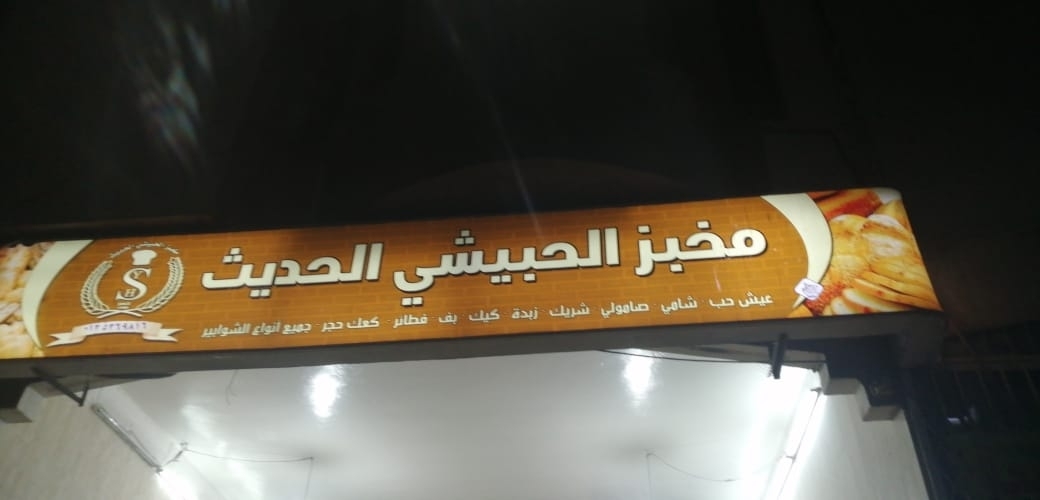 مخبز الحبيشي الحديث
عيش حب - شامي - صامولي - شريك - زبدة - كيك - بف - فطائر - كعك حجر - جميع أنواع الشوابير
S